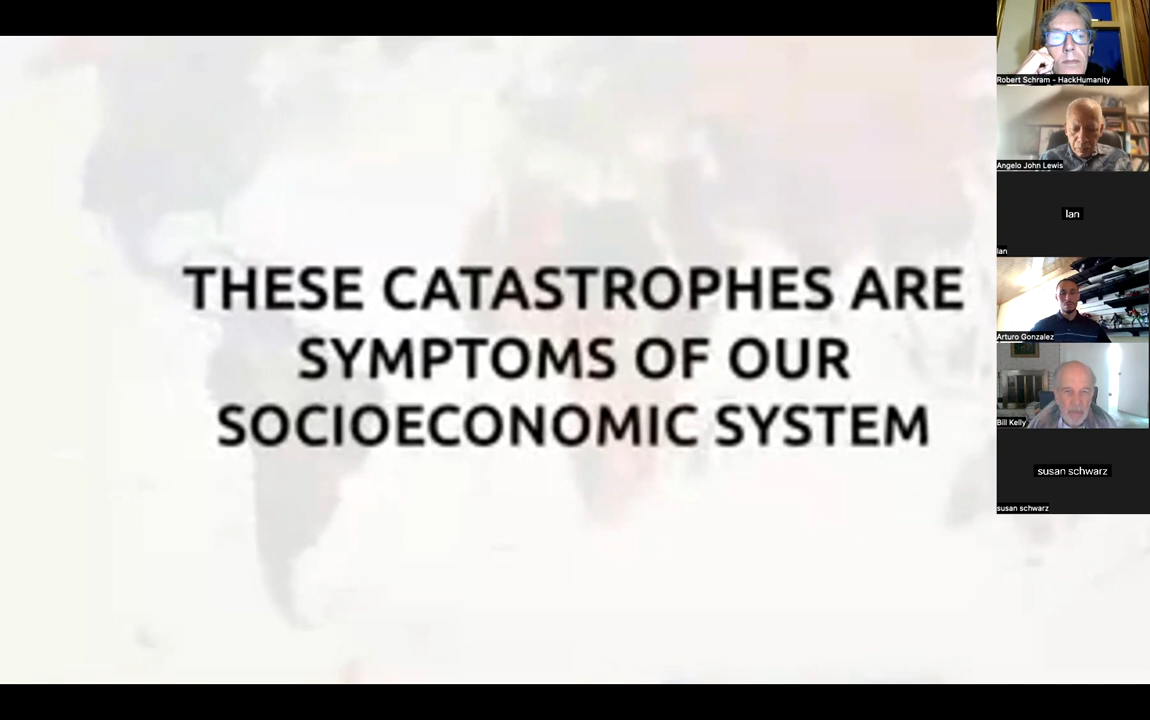 THESE CATASTROPHES ARE
SYMPTOMS OF OUR
SOCIOECONOMIC SYSTEM
Robert Schram - HackHumanity
Angelo John Lewis
Ian
Ian
Arturo Gonzalez
Bill Kelly
susan schwarz
susan schwarz